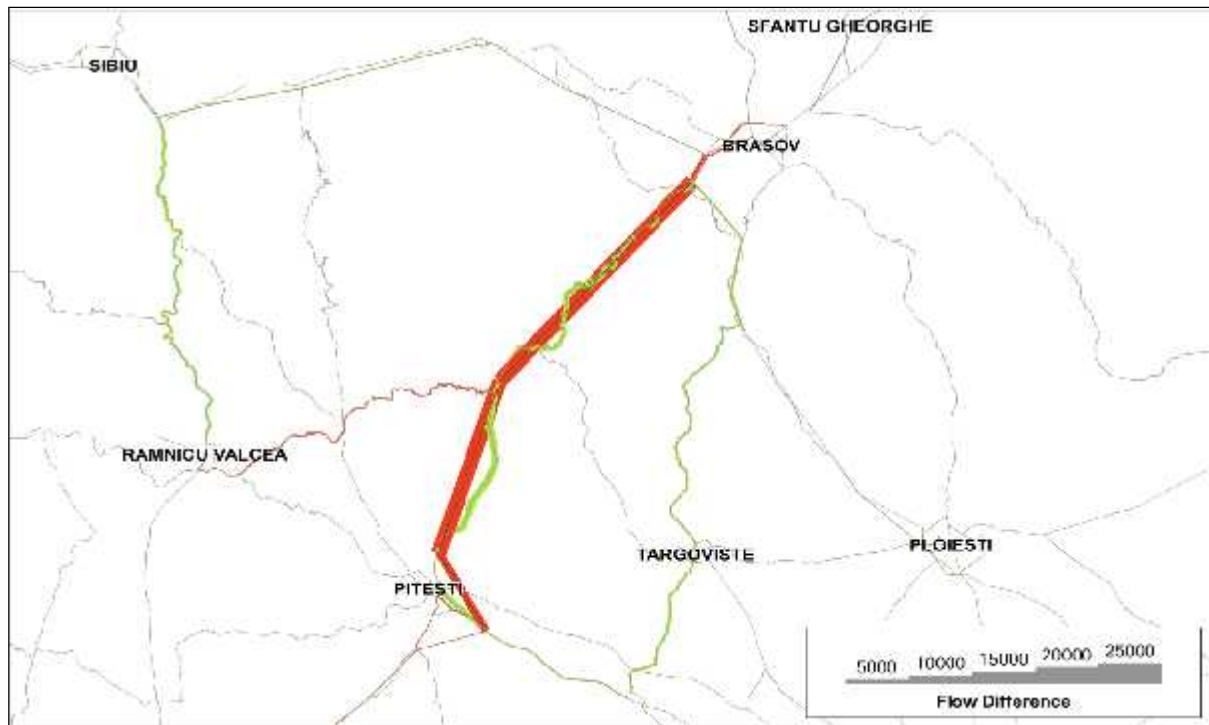 SFANTU GHEORGHE
SIBIU
BRASOV
RAMNICU VALCEA
TARGOVISTE
PLOIESTI
PITESTI
5000 10000 15000 20000 25000
Flow Difference